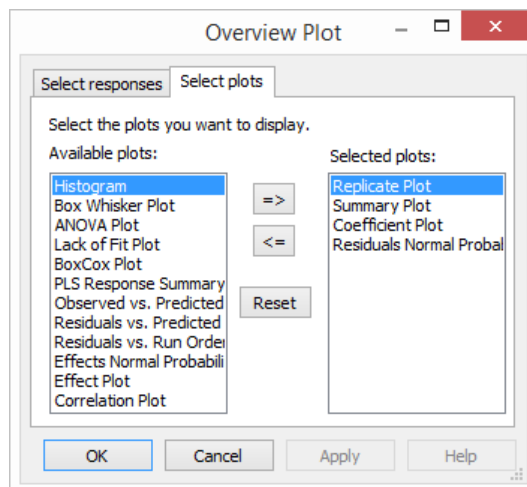 Overview Plot
Select responses
Select plots
Select the plots you want to display.
Available plots:
Histogram
Box Whisker Plot
ANOVA Plot
Lack of Fit Plot
BoxCox Plot
PLS Response Summary
Observed vs. Predicted
Residuals vs. Predicted
Residuals vs. Run Order
Effects Normal Probabili
Effect Plot
Correlation Plot
=>
<=
Reset
Selected plots:
Replicate Plot
Summary Plot
Coefficient Plot
Residuals Normal Probal
OK
Cancel
Apply
Help